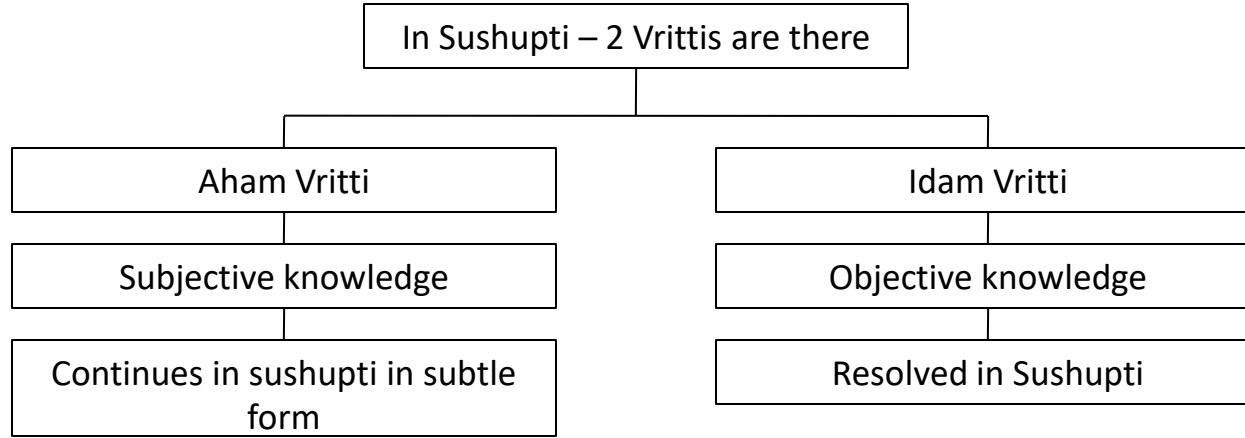 In Sushupti – 2 Vrittis are there
Aham Vritti
Idam Vritti
Subjective knowledge
Objective knowledge
Continues in sushupti in subtle
form
Resolved in Sushupti